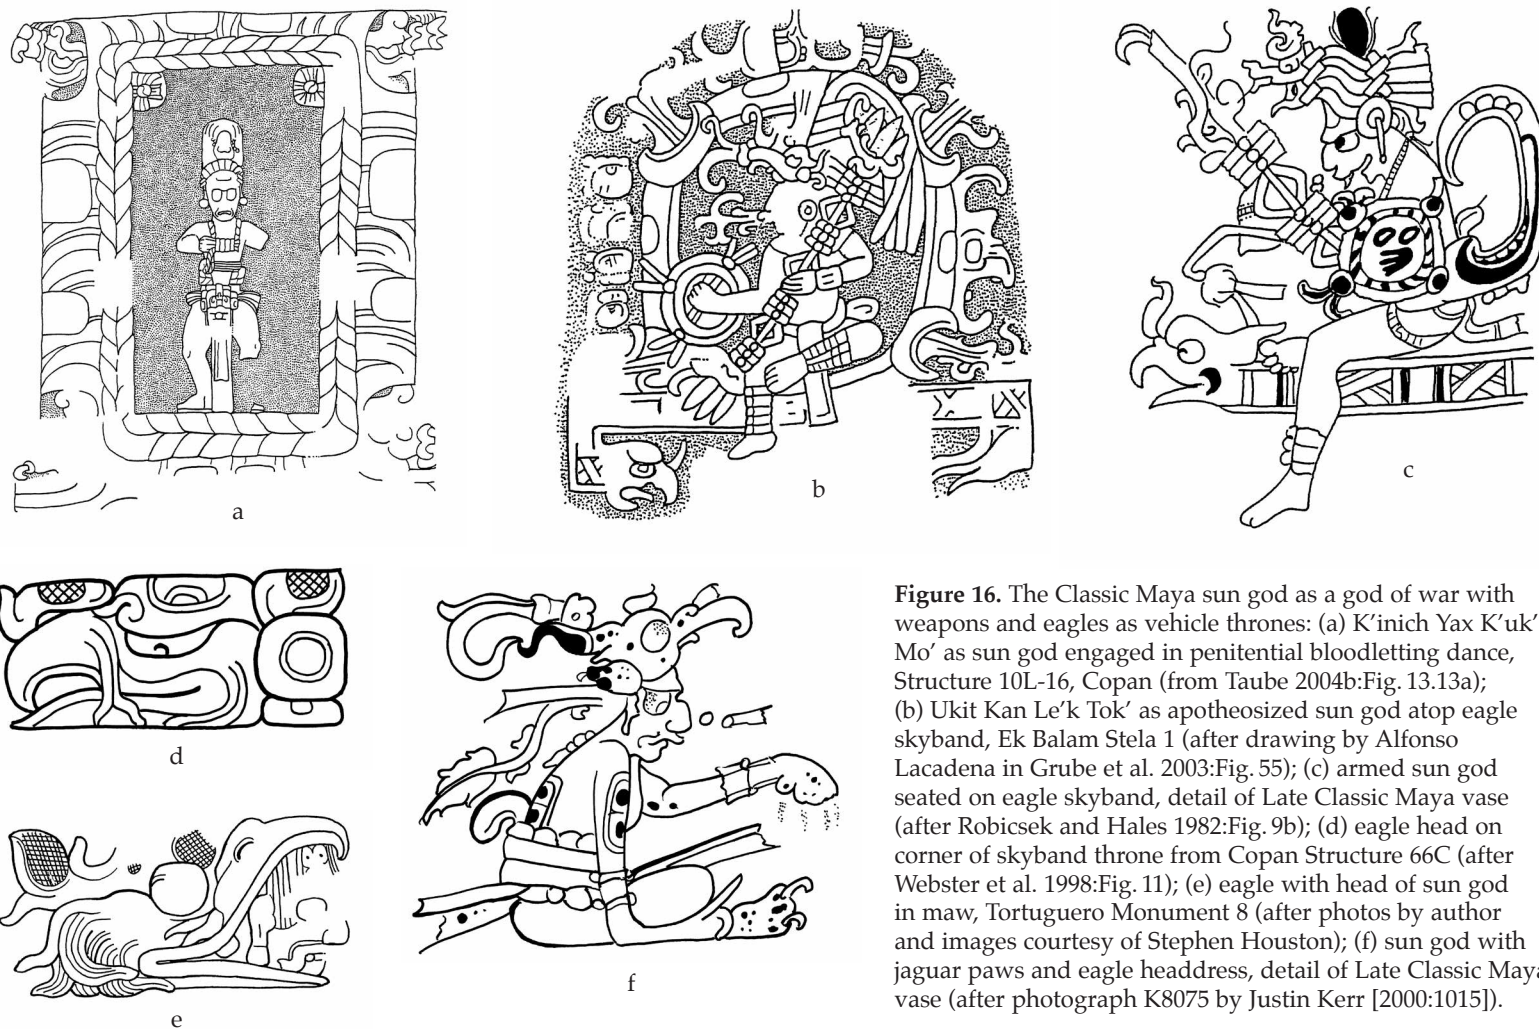 a
b
c
d
e
f
Figure 16. The Classic Maya sun god as a god of war with
weapons and eagles as vehicle thrones: (a) K’inich Yax K’uk’
Mo’ as sun god engaged in penitential bloodletting dance,
Structure 10L-16, Copan (from Taube 2004b:Fig. 13.13a);
(b) Ukit Kan Le’k Tok’ as apotheosized sun god atop eagle
skyband, Ek Balam Stela 1 (after drawing by Alfonso
Lacadena in Grube et al. 2003:Fig. 55); (c) armed sun god
seated on eagle skyband, detail of Late Classic Maya vase
(after Robicsek and Hales 1982:Fig. 9b); (d) eagle head on
corner of skyband throne from Copan Structure 66C (after
Webster et al. 1998:Fig. 11); (e) eagle with head of sun god
in maw, Tortuguero Monument 8 (after photos by author
and images courtesy of Stephen Houston); (f) sun god with
jaguar paws and eagle headdress, detail of Late Classic Maya
vase (after photograph K8075 by Justin Kerr [2000:1015]).